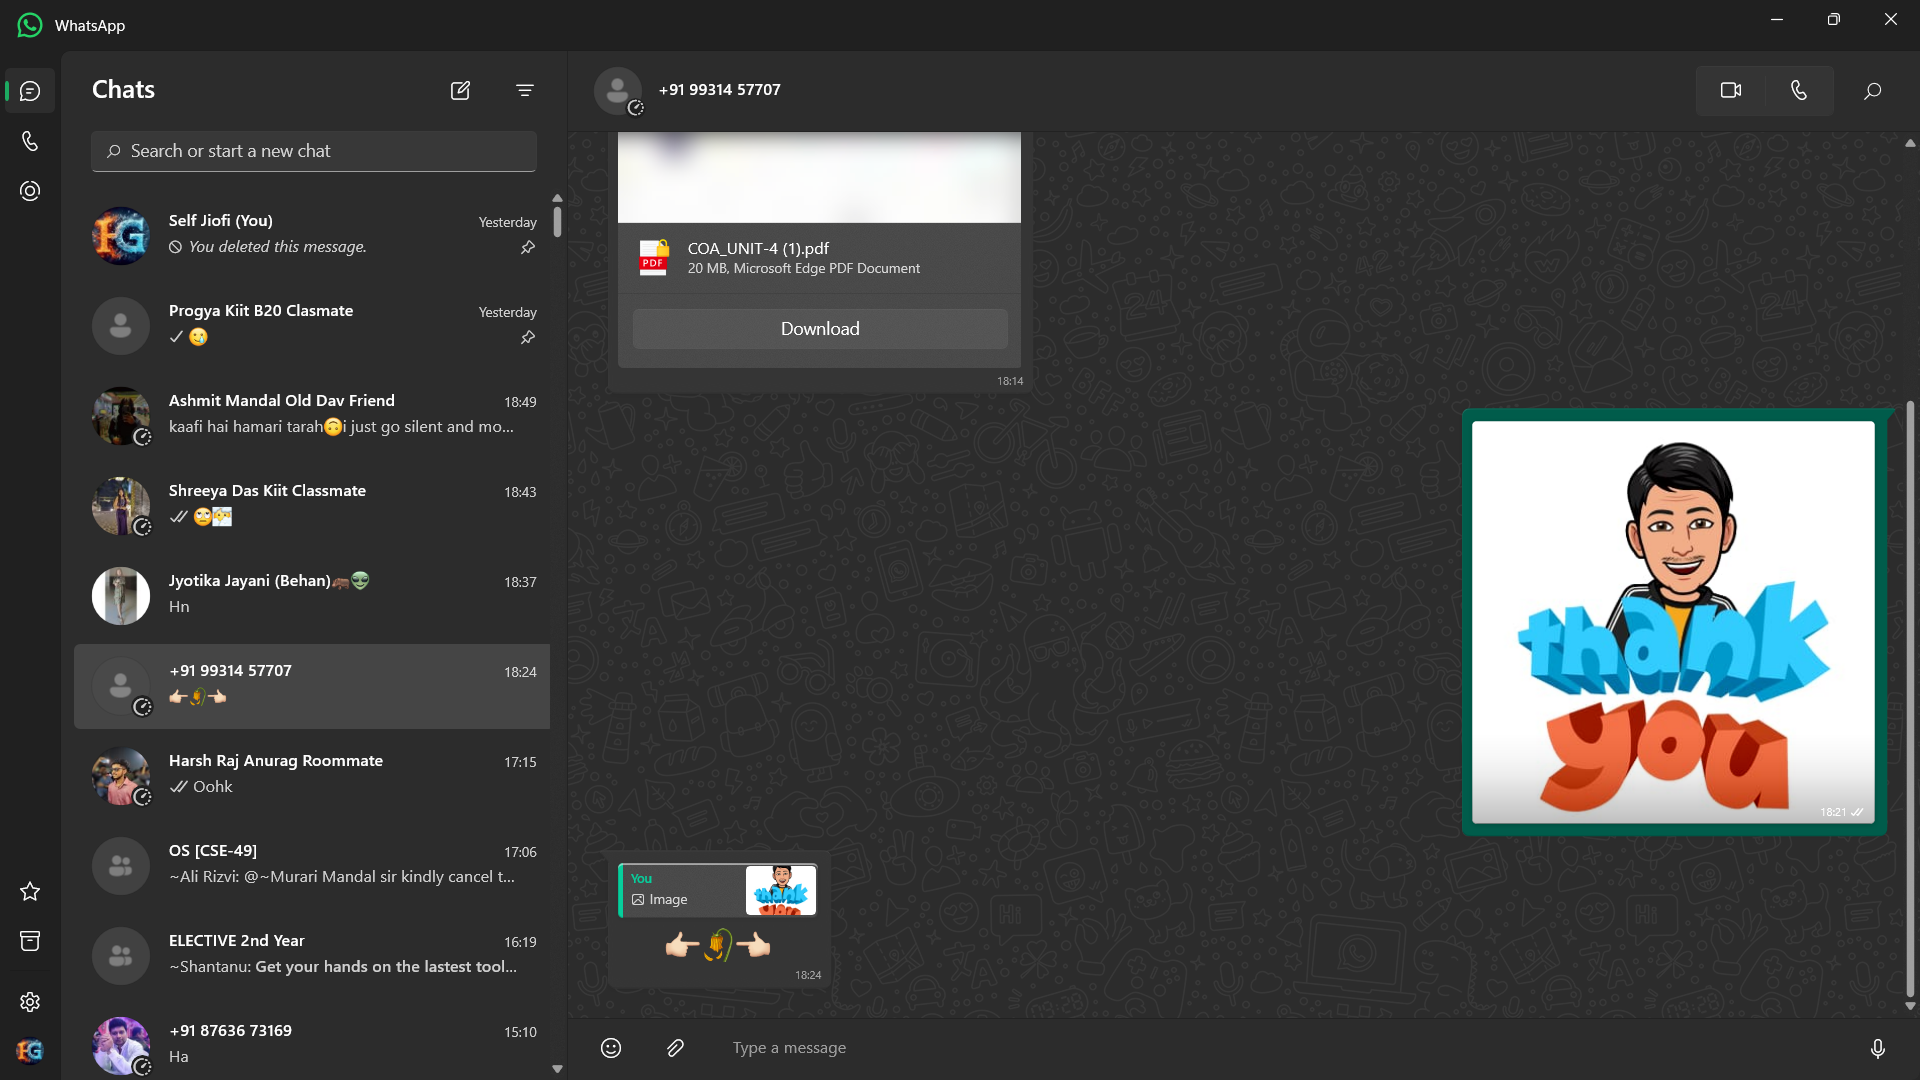 WhatsApp
Chats
Search or start a new chat
Self Jiofi (You)
Yesterday
You deleted this message.
Progya Kiit B20 Clasmate
Yesterday
Ashmit Mandal Old Dav Friend
18:49
kaafi hai hamari tarah🙃i just go silent and mo...
Shreeya Das Kiit Classmate
18:43
Jyotika Jayani (Behan)
18:37
Hn
+91 99314 57707
18:24
Harsh Raj Anurag Roommate
17:15
Oohk
OS [CSE-49]
17:06
~Ali Rizvi: @~Murari Mandal sir kindly cancel t...
ELECTIVE 2nd Year
16:19
~Shantanu: Get your hands on the lastest tool...
+91 87636 73169
15:10
Ha
+91 99314 57707
PDF
COA_UNIT-4 (1).pdf
20 MB, Microsoft Edge PDF Document
Download
18:14
thank
you
18:21
You
Image
thank
you
18:24
Type a message